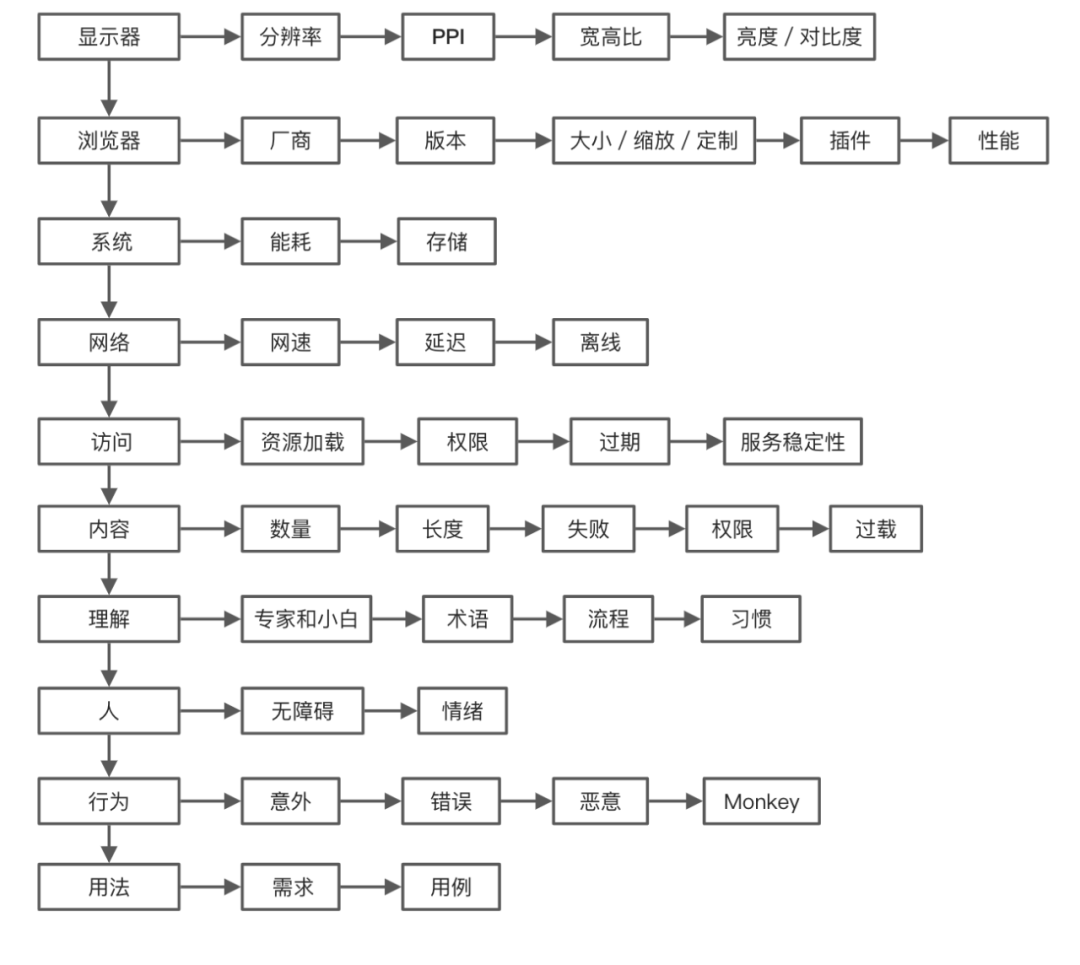 显示器 分辨率 PPI 宽高比 亮度 / 对比度
浏览器 厂商 版本 大小 / 缩放 / 定制 插件 性能
系统 能耗 存储
网络 网速 延迟 离线
访问 资源加载 权限 过期 服务稳定性
内容 数量 长度 失败 权限 过载
理解 专家和小白 术语 流程 习惯
人 无障碍 情绪
行为 意外 错误 恶意 Monkey
用法 需求 用例